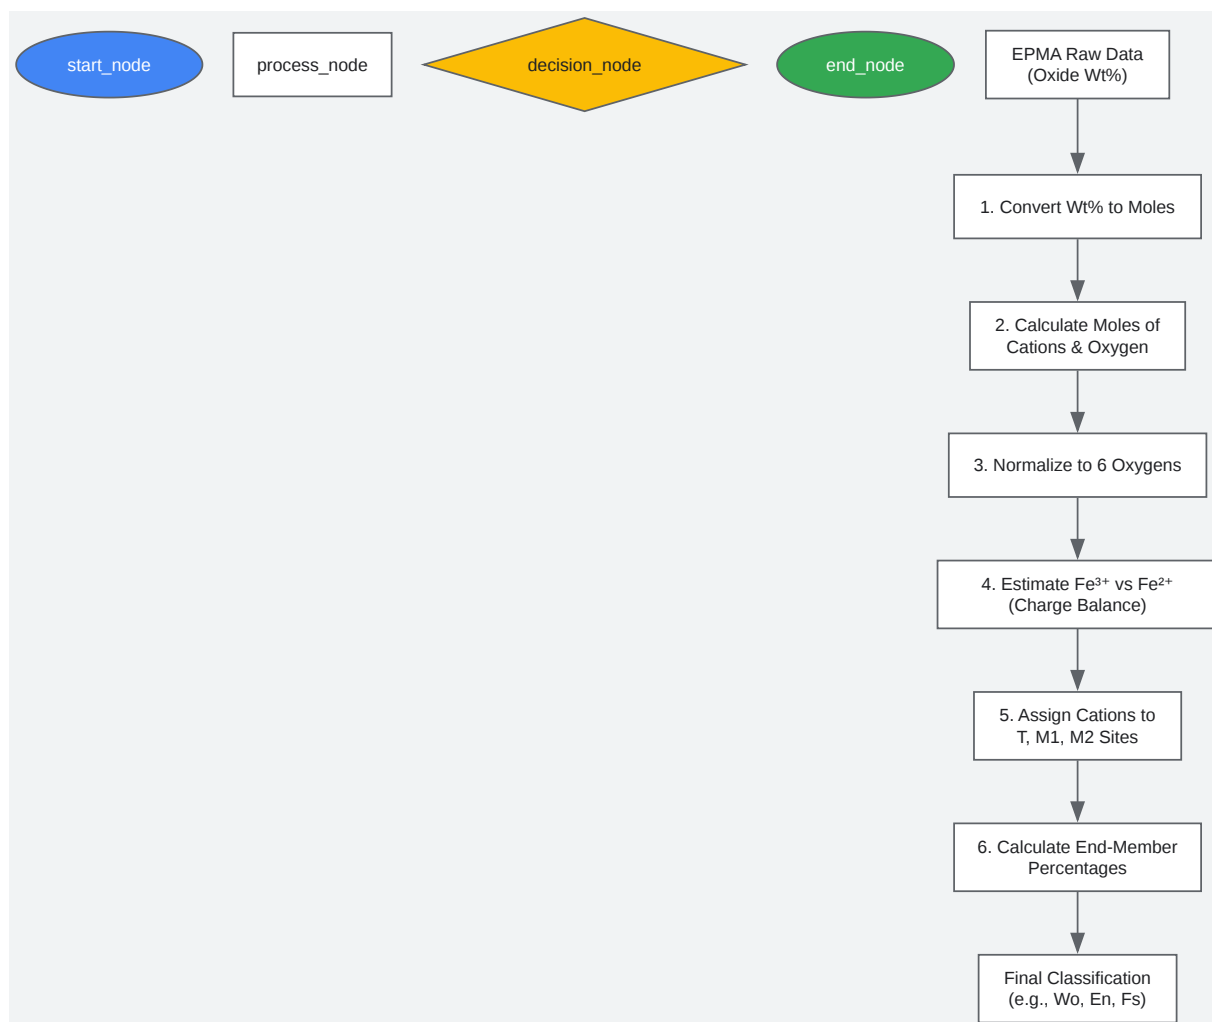 start_node
process_node
decision_node
end_node
EPMA Raw Data
(Oxide Wt%)
1. Convert Wt% to Moles
2. Calculate Moles of
Cations & Oxygen
3. Normalize to 6 Oxygens
4. Estimate Fe³⁺ vs Fe²⁺
(Charge Balance)
5. Assign Cations to
T, M1, M2 Sites
6. Calculate End-Member
Percentages
Final Classification
(e.g., Wo, En, Fs)